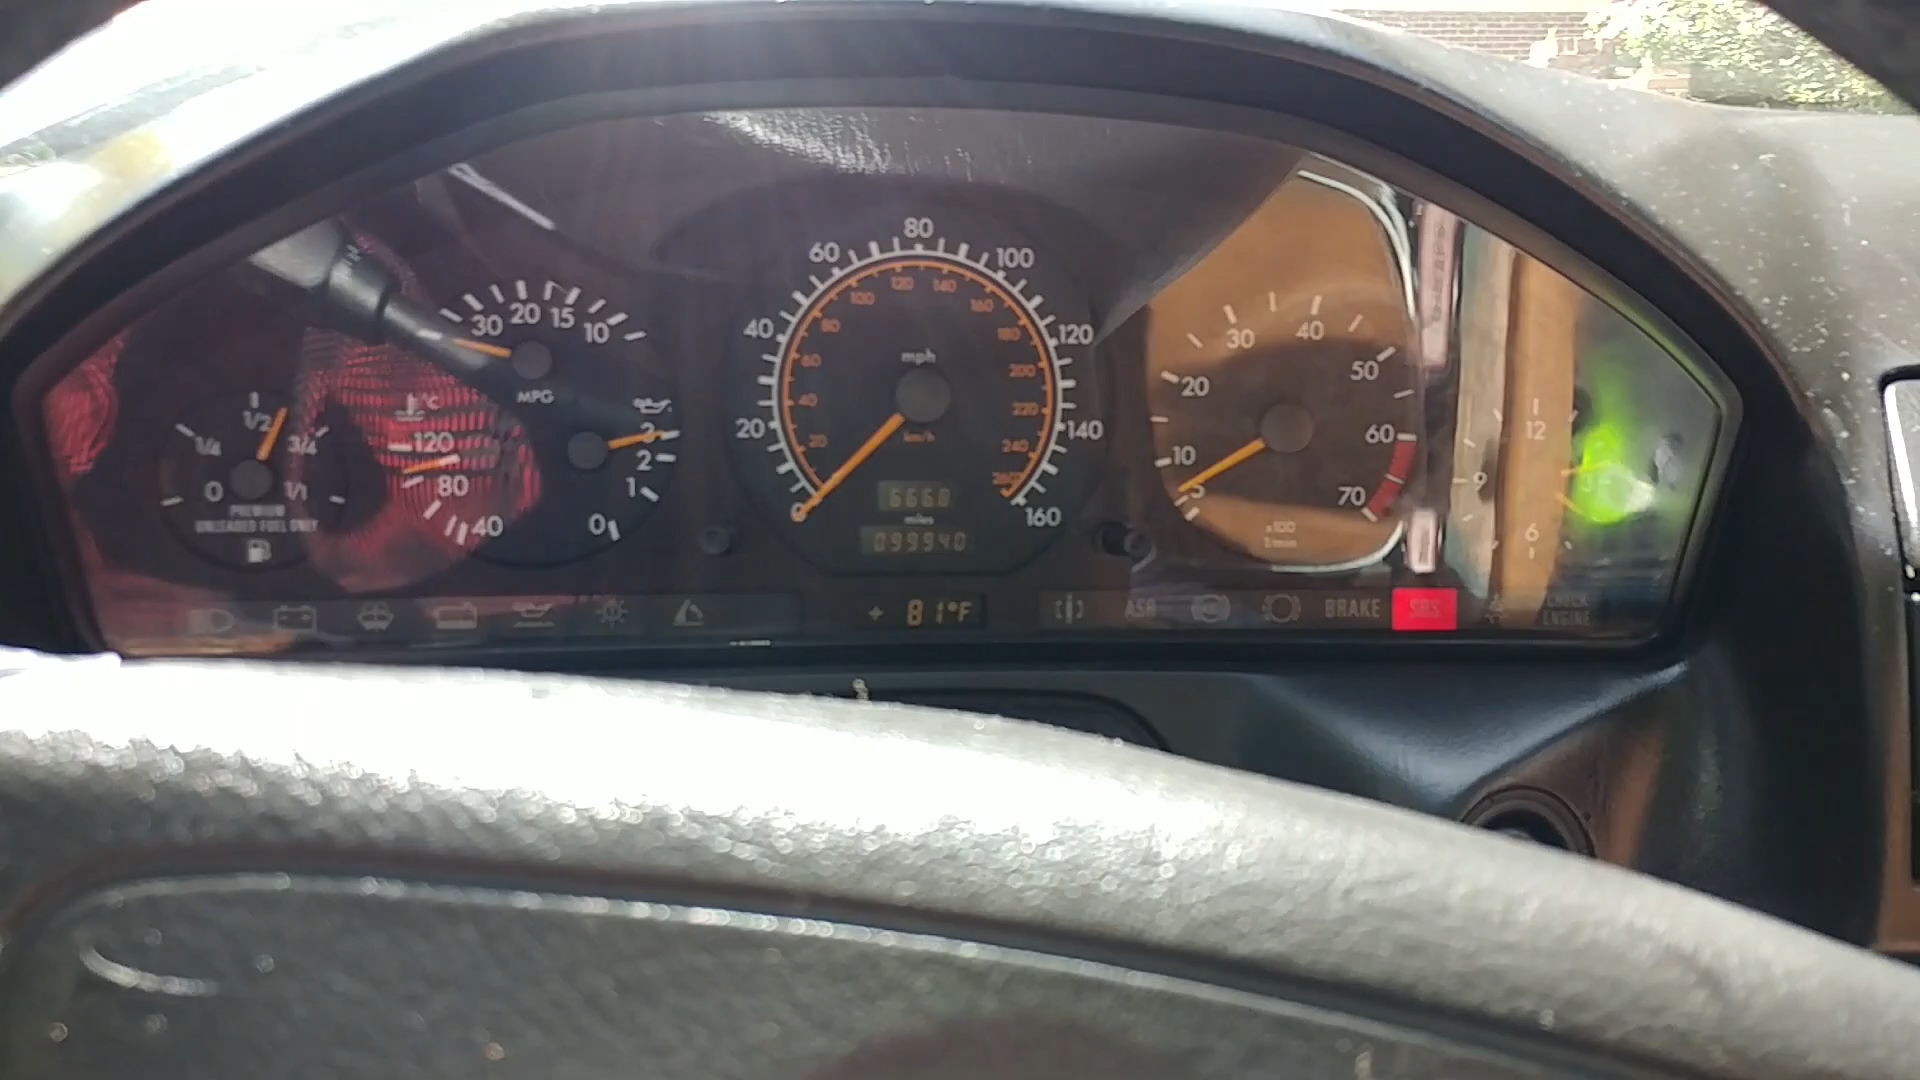 30 20 15 10
MPG
1/4 1/2 3/4
0 1/1
PREMIUM
UNLEADED FUEL ONLY
°C
120
80
40
3
2
1
0
0 20 40 60 80 100 120 140 160
20 40 60 80 100 120 140 160 180 200 220 240 260
mph
km/h
666.0
miles
099940
5 10 20 30 40 50 60 70
x100
1/min
12
9 3
6
+ 81°F
ASR
ABS
BRAKE
SRS
CHECK
ENGINE